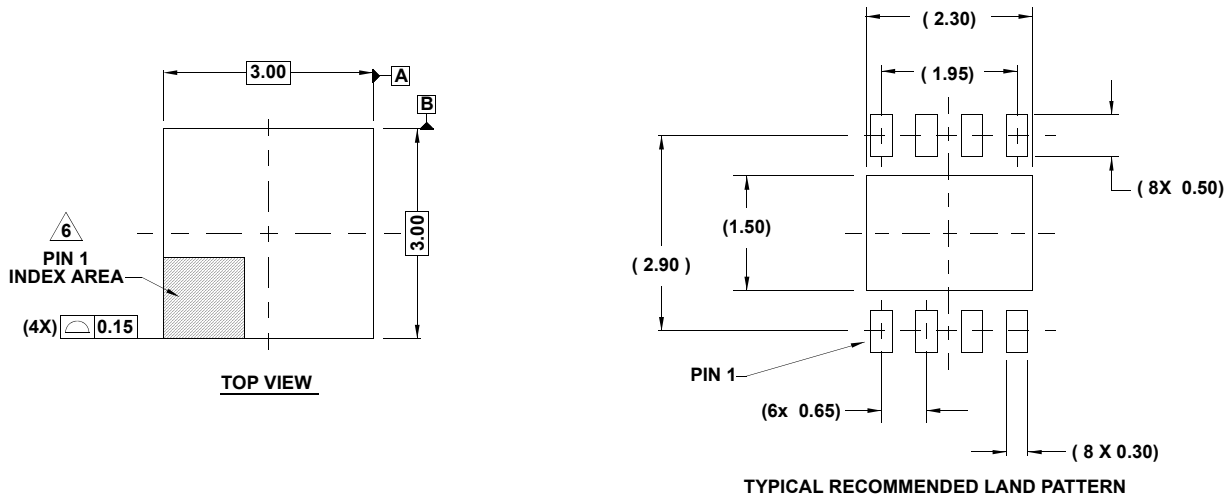 3.00
A
B
3.00
6
PIN 1
INDEX AREA
(4X) 0.15
TOP VIEW
( 2.30)
( 1.95)
( 8X 0.50)
(1.50)
( 2.90 )
PIN 1
(6x 0.65)
( 8 X 0.30)
TYPICAL RECOMMENDED LAND PATTERN